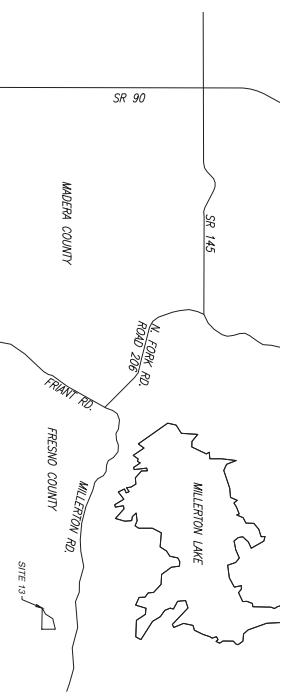 SR 90
MADERA COUNTY
SR 145
N. FORK RD.
ROAD 206
FRIANT RD.
FRESNO COUNTY
MILLERTON RD.
MILLERTON LAKE
SITE 13